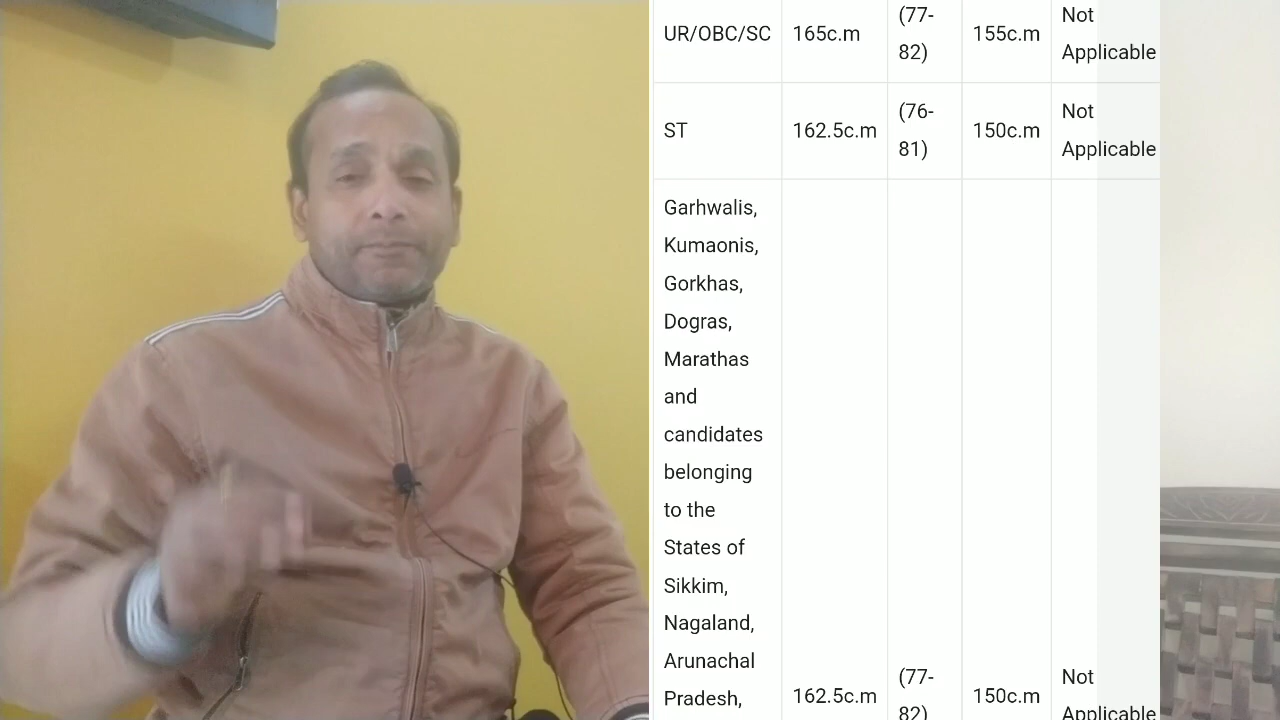 UR/OBC/SC 165c.m (77-
82) 155c.m Not
Applicable
ST 162.5c.m (76-
81) 150c.m Not
Applicable
Garhwalis,
Kumaonis,
Gorkhas,
Dogras,
Marathas
and
candidates
belonging
to the
States of
Sikkim,
Nagaland,
Arunachal
Pradesh, 162.5c.m (77-
82) 150c.m Not
Applicable